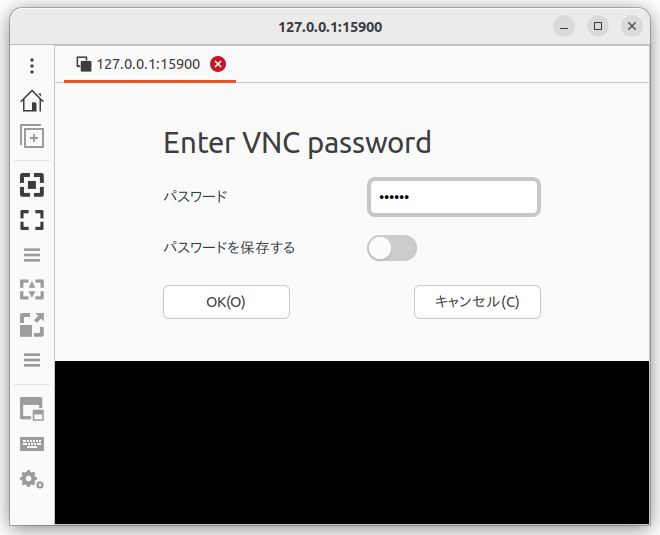 127.0.0.1:15900
127.0.0.1:15900
Enter VNC password
パスワード ••••••
パスワードを保存する
OK(O) キャンセル(C)